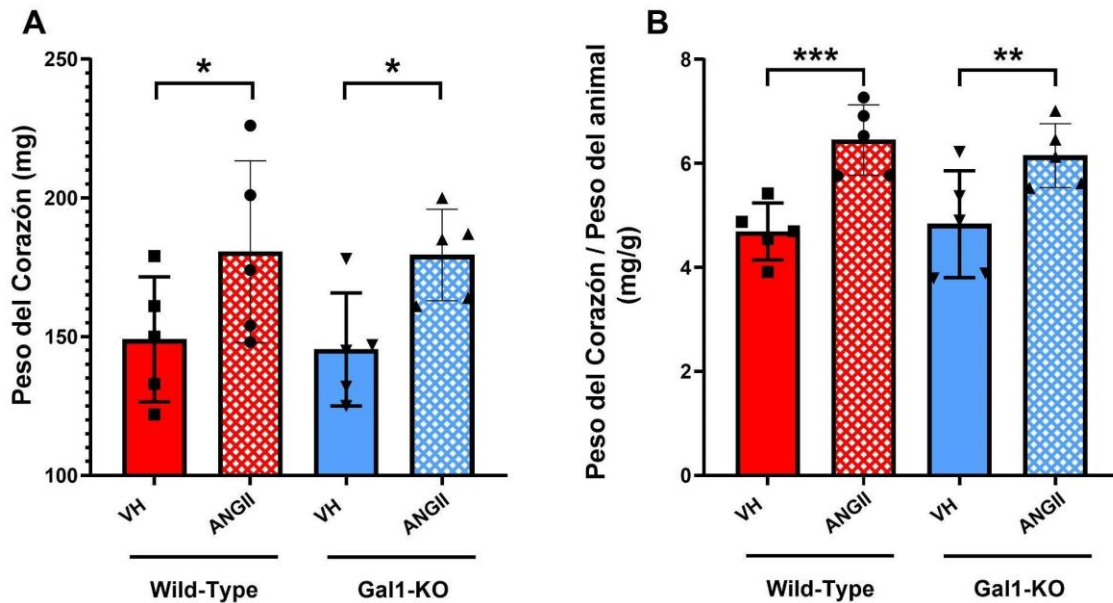 A
Peso del Corazón (mg)
250
200
150
100
*
*
VH
ANGII
VH
ANGII
Wild-Type
Gal1-KO
B
Peso del Corazón / Peso del animal
(mg/g)
8
6
4
2
0
***
**
VH
ANGII
VH
ANGII
Wild-Type
Gal1-KO